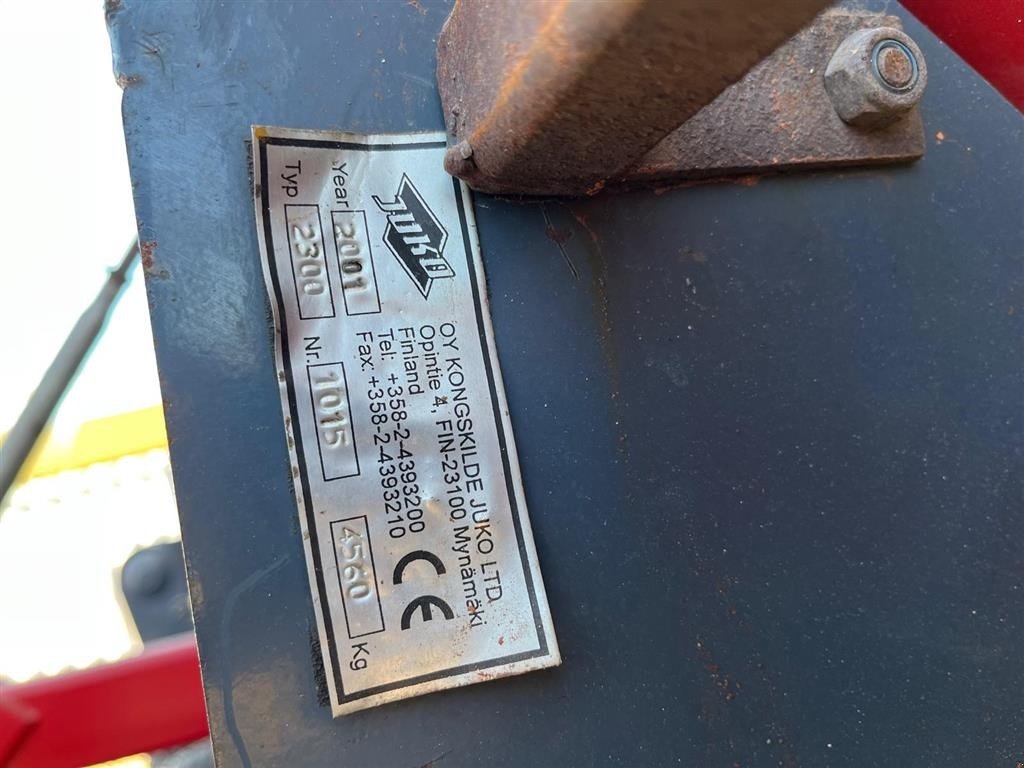 JUKO
OY KONGSKILDE JUKO LTD
Opintie 4, FIN-23100 Mynämäki
Finland
Tel: +358-2-4393200
Fax: +358-2-4393210
CE
Year 2001
Typ 2300 Nr. 1015 4560 Kg